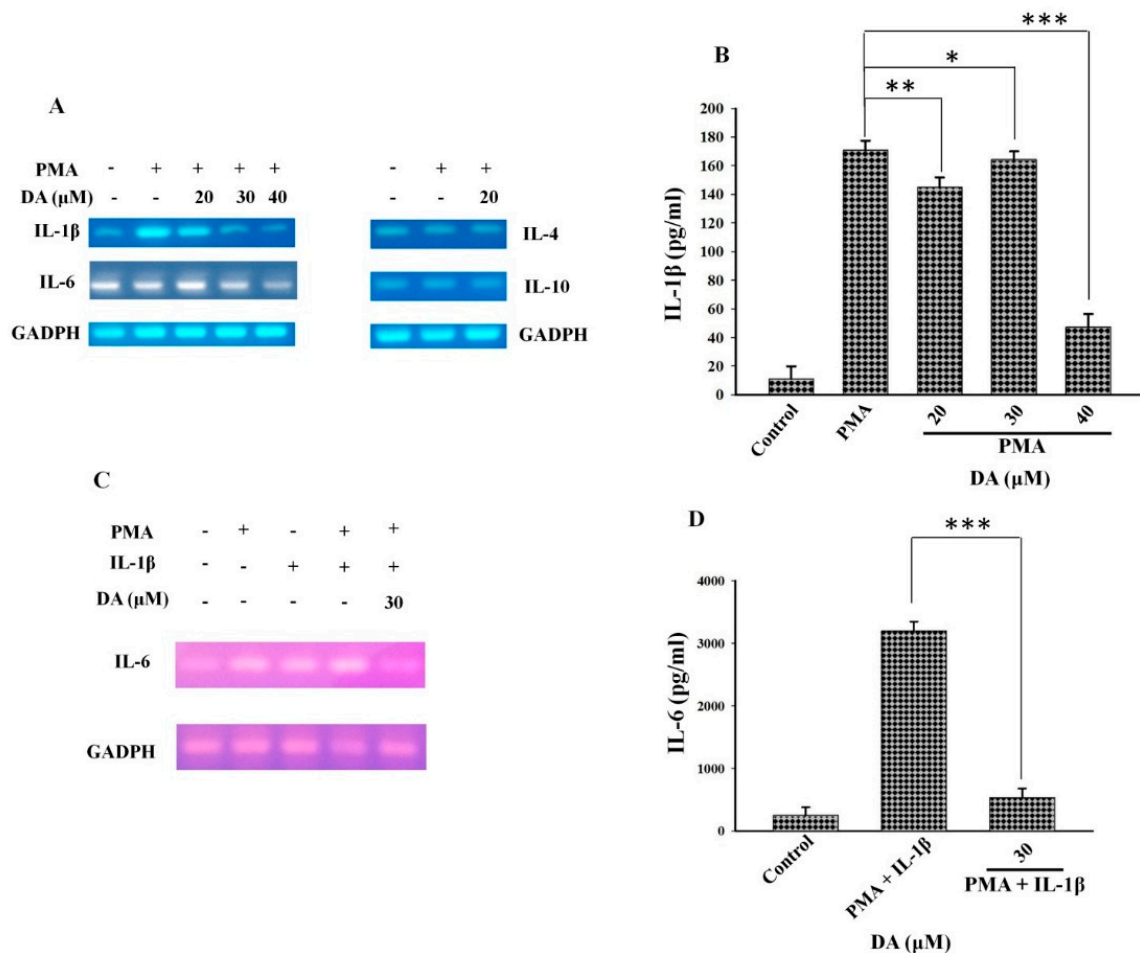 A
PMA - + + + +
DA (μM) - - 20 30 40
IL-1β
IL-6
GADPH
- + +
- - 20
IL-4
IL-10
GADPH
B
***
*
**
IL-1β (pg/ml)
200
180
160
140
120
100
80
60
40
20
0
Control
PMA
20
30
40
PMA
DA (μM)
C
PMA - + - + +
IL-1β - - + + +
DA (μM) - - - - 30
IL-6
GADPH
D
***
IL-6 (pg/ml)
4000
3000
2000
1000
0
Control
PMA + IL-1β
30
PMA + IL-1β
DA (μM)